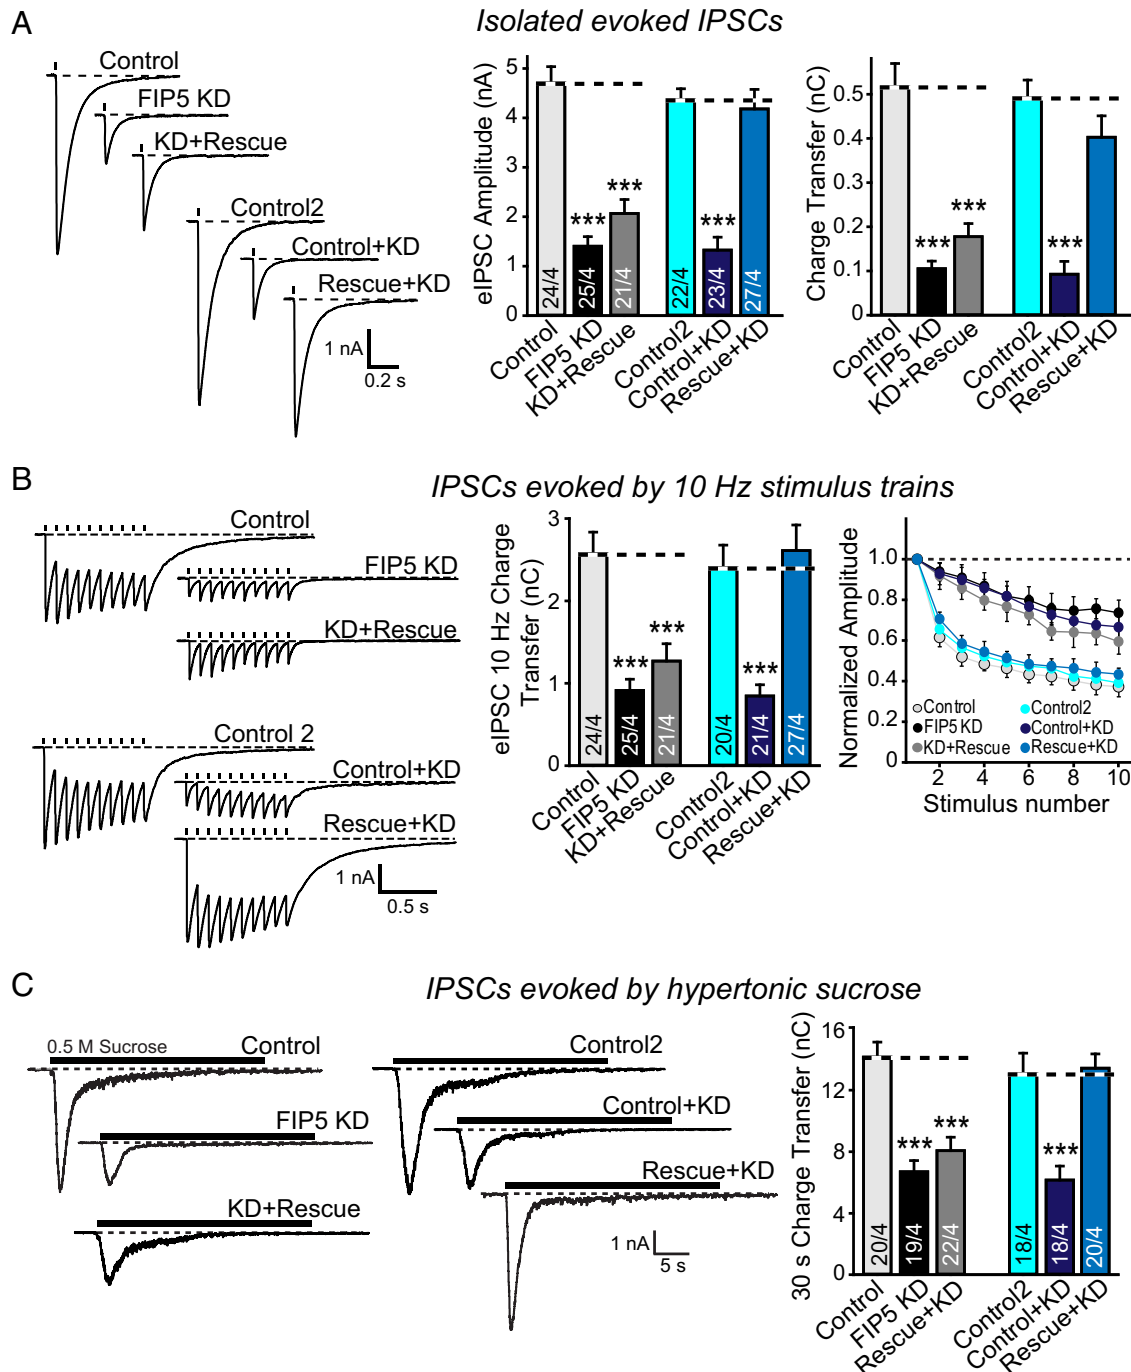 A
Isolated evoked IPSCs
Control
FIP5 KD
KD+Rescue
Control2
Control+KD
Rescue+KD
1 nA
0.2 s
eIPSC Amplitude (nA)
5
4
3
2
1
0
24/4
25/4
21/4
22/4
23/4
27/4
***
***
***
Control
FIP5 KD
KD+Rescue
Control2
Control+KD
Rescue+KD
Charge Transfer (nC)
0.5
0.4
0.3
0.2
0.1
0
***
***
***
Control
FIP5 KD
KD+Rescue
Control2
Control+KD
Rescue+KD
B
IPSCs evoked by 10 Hz stimulus trains
Control
FIP5 KD
KD+Rescue
Control 2
Control+KD
Rescue+KD
1 nA
0.5 s
eIPSC 10 Hz Charge
Transfer (nC)
3
2
1
0
24/4
25/4
21/4
20/4
21/4
27/4
***
***
***
Control
FIP5 KD
KD+Rescue
Control2
Control+KD
Rescue+KD
Normalized Amplitude
1.0
0.8
0.6
0.4
0.2
0
Control
FIP5 KD
KD+Rescue
Control2
Control+KD
Rescue+KD
2
4
6
8
10
Stimulus number
C
IPSCs evoked by hypertonic sucrose
0.5 M Sucrose
Control
FIP5 KD
KD+Rescue
Control2
Control+KD
Rescue+KD
1 nA
5 s
30 s Charge Transfer (nC)
16
12
8
4
0
20/4
19/4
22/4
18/4
18/4
20/4
***
***
***
Control
FIP5 KD
Rescue+KD
Control2
Control+KD
Rescue+KD